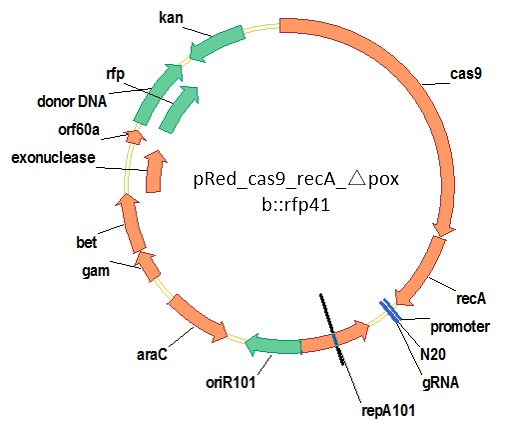 kan
rfp
donor DNA
orf60a
exonuclease
bet
gam
araC
oriR101
repA101
gRNA
N20
promoter
recA
cas9
pRed_cas9_recA_△pox
b::rfp41